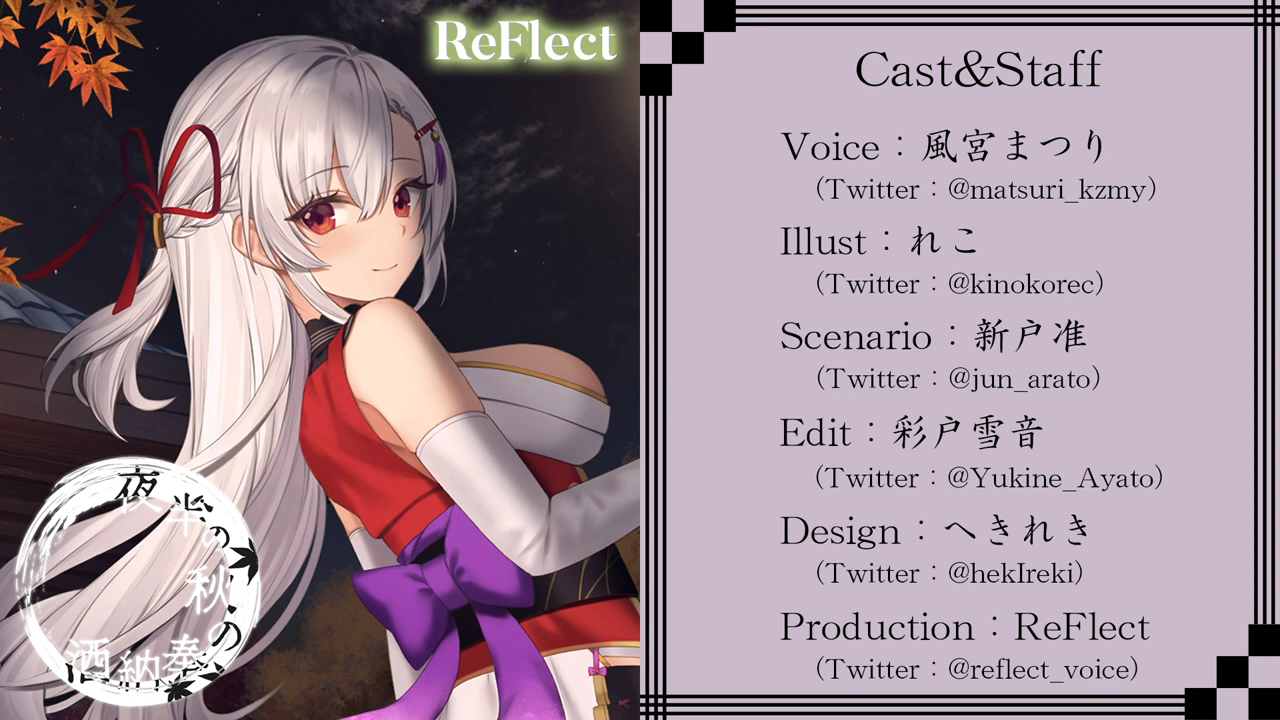 ReFlect
夜半の秋の奉納酒
Cast&Staff
Voice：風宮まつり
（Twitter：@matsuri_kzmy）
Illust：れこ
（Twitter：@kinokorec）
Scenario：新戸准
（Twitter：@jun_arato）
Edit：彩戸雪音
（Twitter：@Yukine_Ayato）
Design：へきれき
（Twitter：@hekIreki）
Production：ReFlect
（Twitter：@reflect_voice）